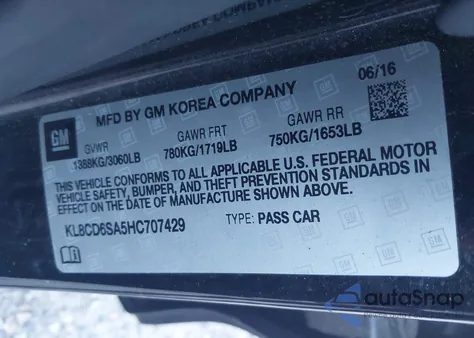 06/16
MFD BY GM KOREA COMPANY
GM
GVWR GAWR FRT GAWR RR
1388KG/3060LB 780KG/1719LB 750KG/1653LB
THIS VEHICLE CONFORMS TO ALL APPLICABLE U.S. FEDERAL MOTOR
VEHICLE SAFETY, BUMPER, AND THEFT PREVENTION STANDARDS IN
EFFECT ON THE DATE OF MANUFACTURE SHOWN ABOVE.
KL8CD6SA5HC707429 TYPE: PASS CAR
autoSnap